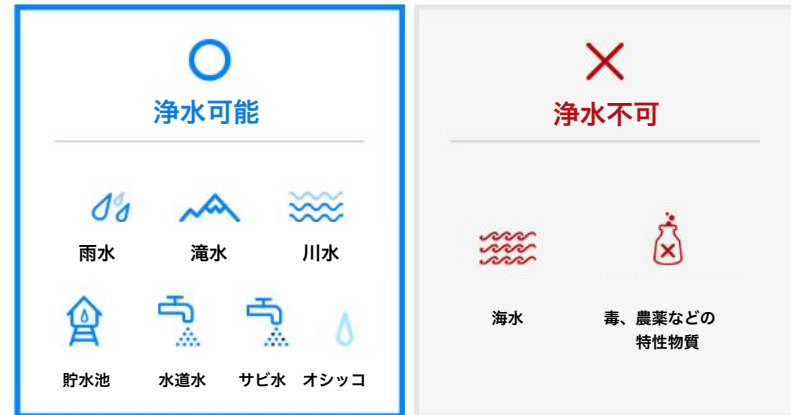 浄水可能
雨水
滝水
川水
貯水池
水道水
サビ水
オシッコ
浄水不可
海水
毒、農薬などの
特性物質